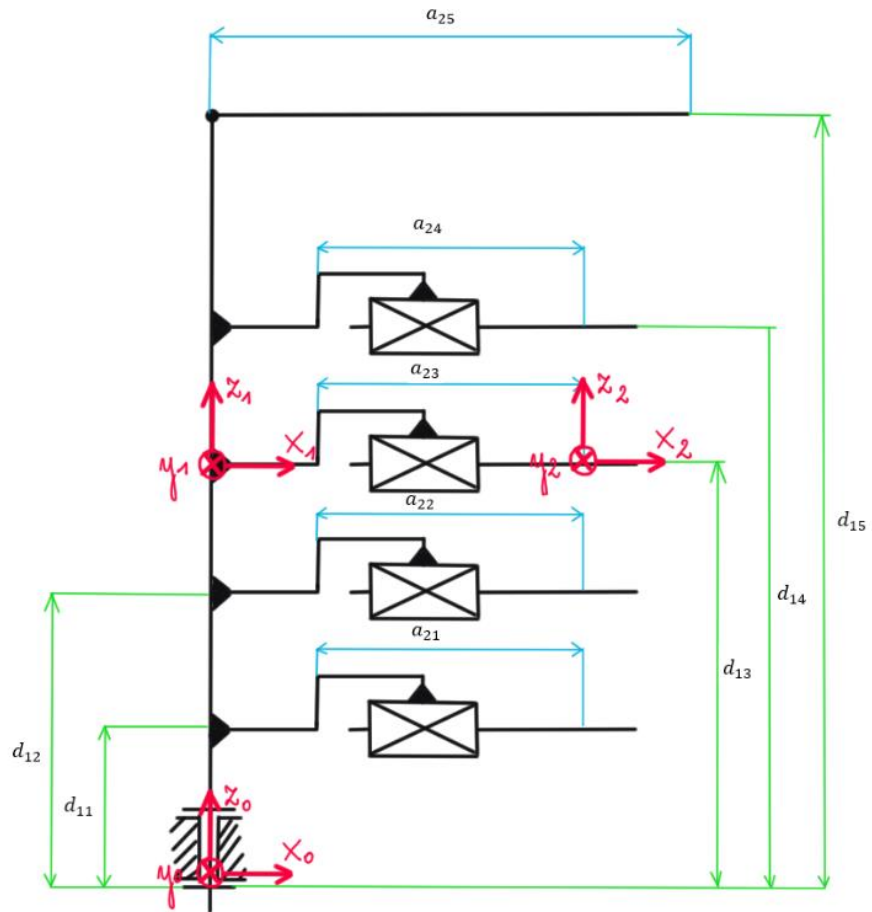 a₂₅
a₂₄
a₂₃
z₁
z₂
x₁
x₂
y₁
y₂
a₂₂
d₁₅
d₁₄
a₂₁
d₁₃
d₁₂
d₁₁
z₀
x₀
y₀